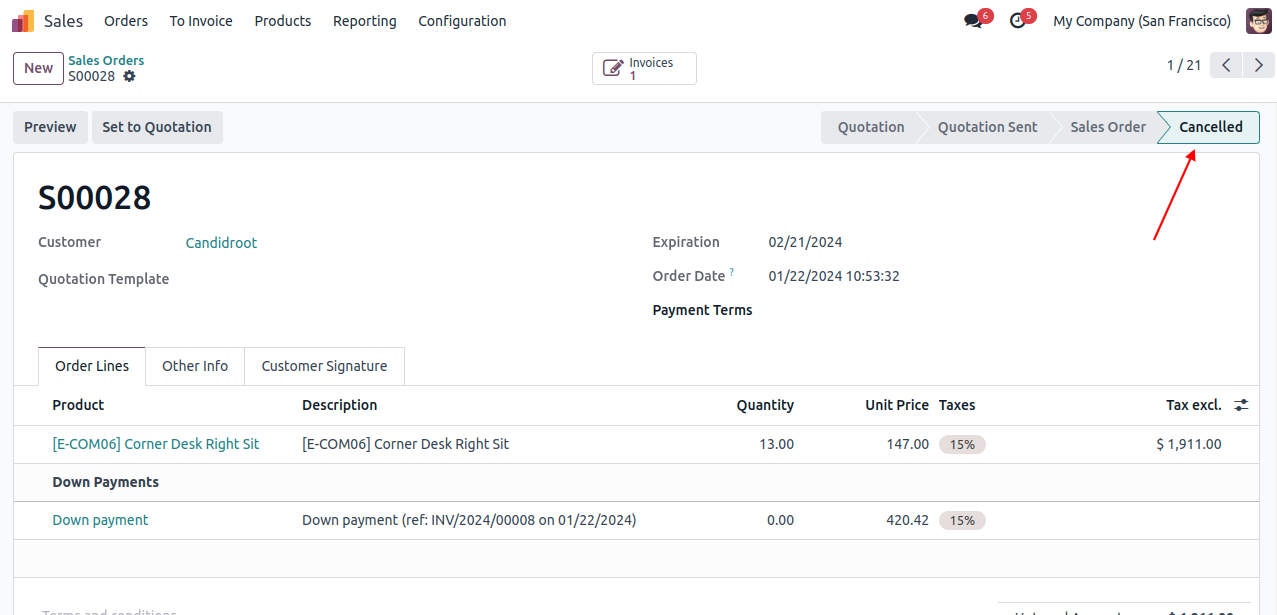 Sales Orders To Invoice Products Reporting Configuration 6 5 My Company (San Francisco)
New Sales Orders Invoices 1 / 21
S00028 1
Preview Set to Quotation Quotation Quotation Sent Sales Order Cancelled
S00028
Customer Candidroot Expiration 02/21/2024
Quotation Template Order Date ? 01/22/2024 10:53:32
Payment Terms
Order Lines Other Info Customer Signature
Product Description Quantity Unit Price Taxes Tax excl.
[E-COM06] Corner Desk Right Sit [E-COM06] Corner Desk Right Sit 13.00 147.00 15% $ 1,911.00
Down Payments
Down payment Down payment (ref: INV/2024/00008 on 01/22/2024) 0.00 420.42 15%
Terms and conditions